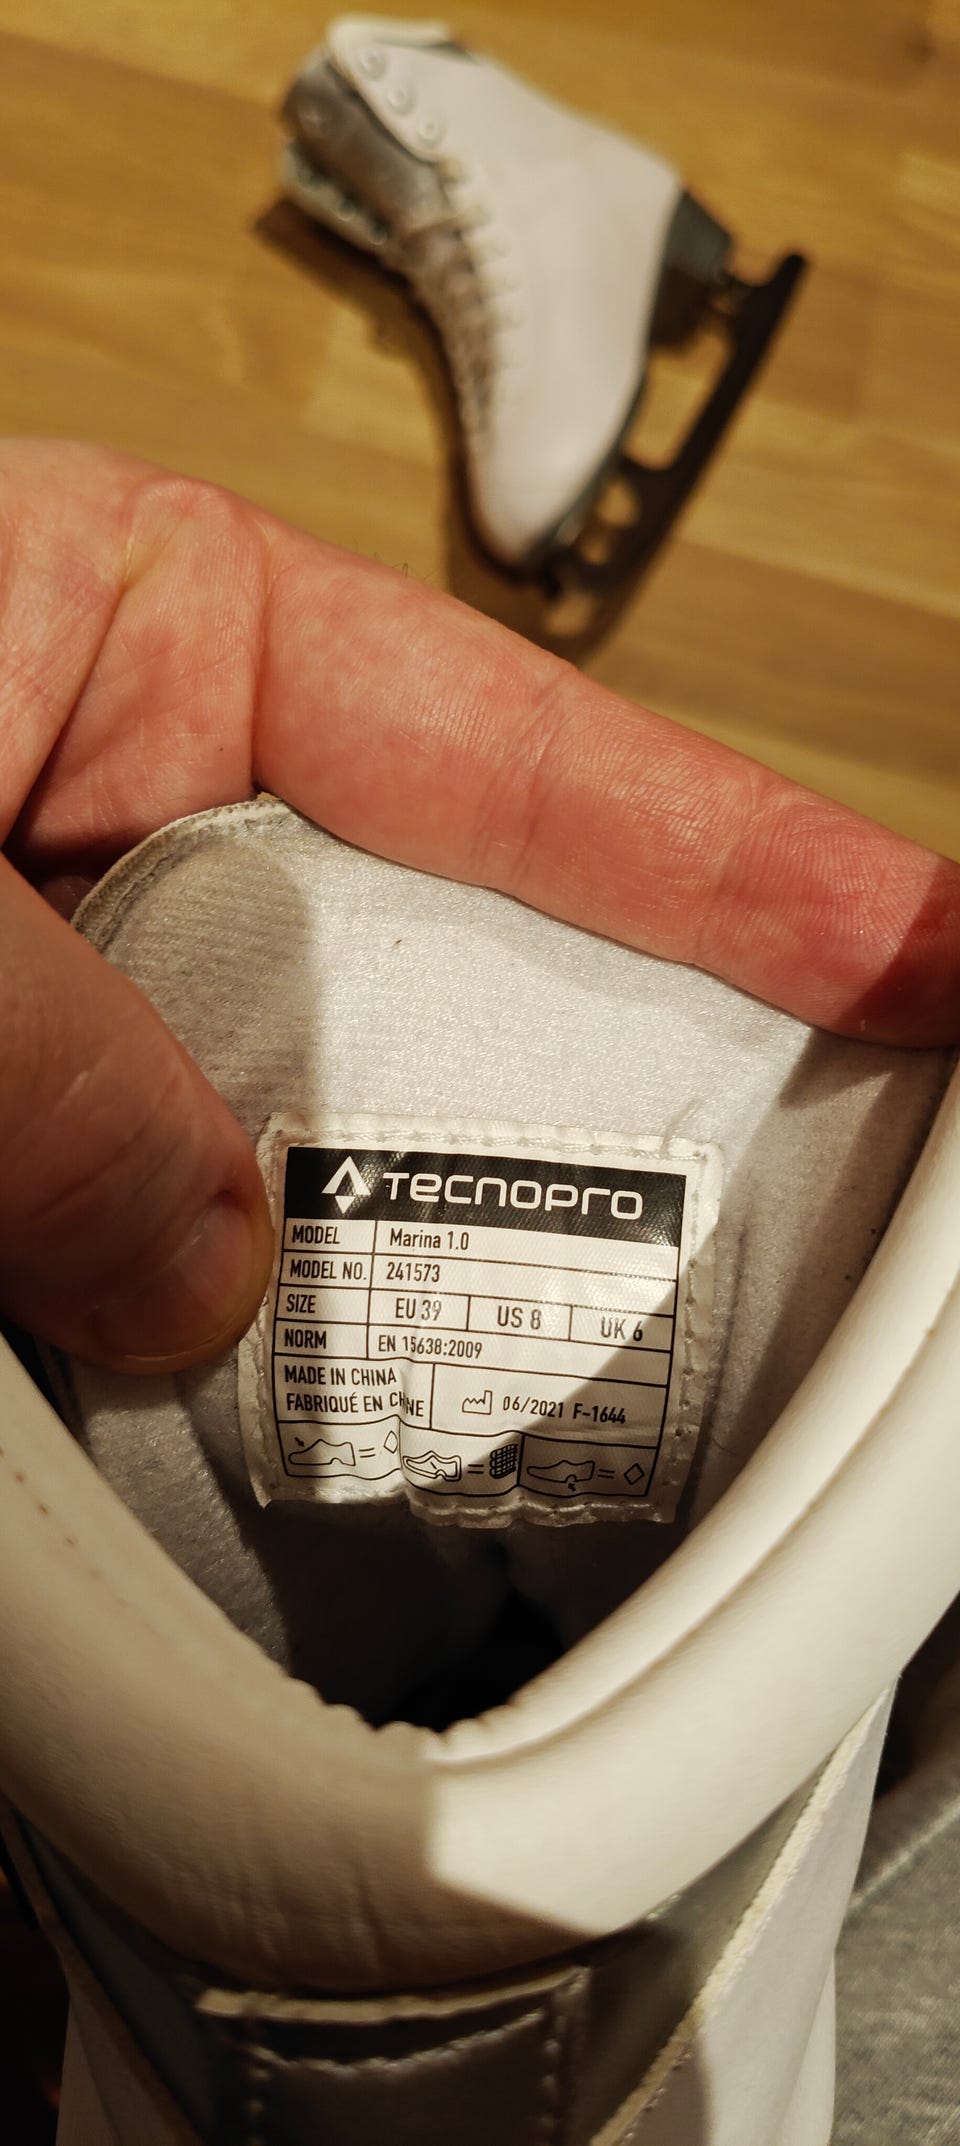 TECNOPRO
MODEL Marina 1.0
MODEL NO. 241573
SIZE EU 39 US 8 UK 6
NORM EN 15638:2009
MADE IN CHINA
FABRIQUÉ EN CHINE
06/2021 F-1644